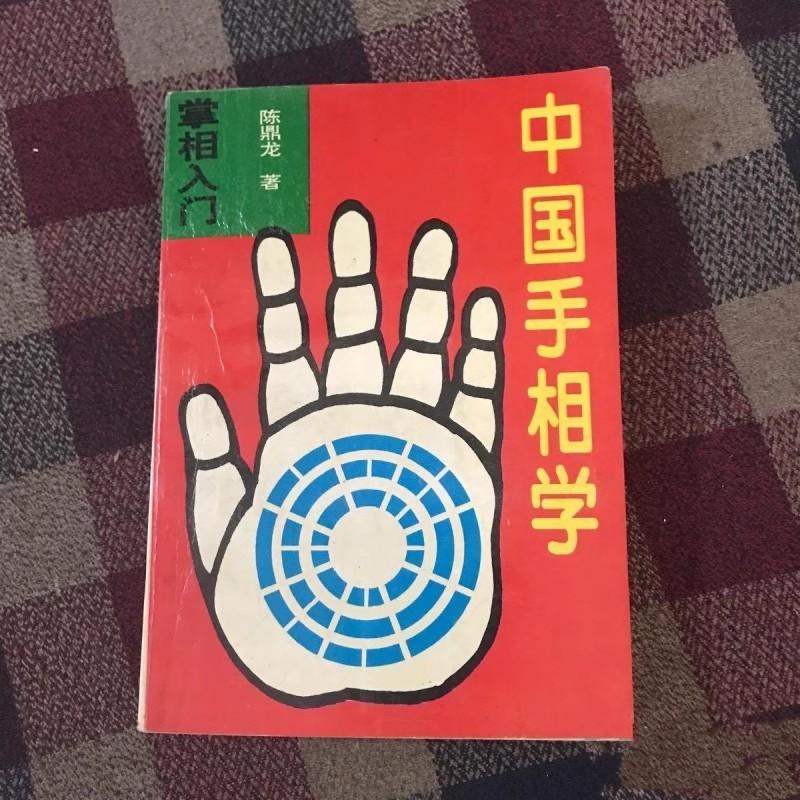 中国手相学
陈鼎龙 著
掌相入门